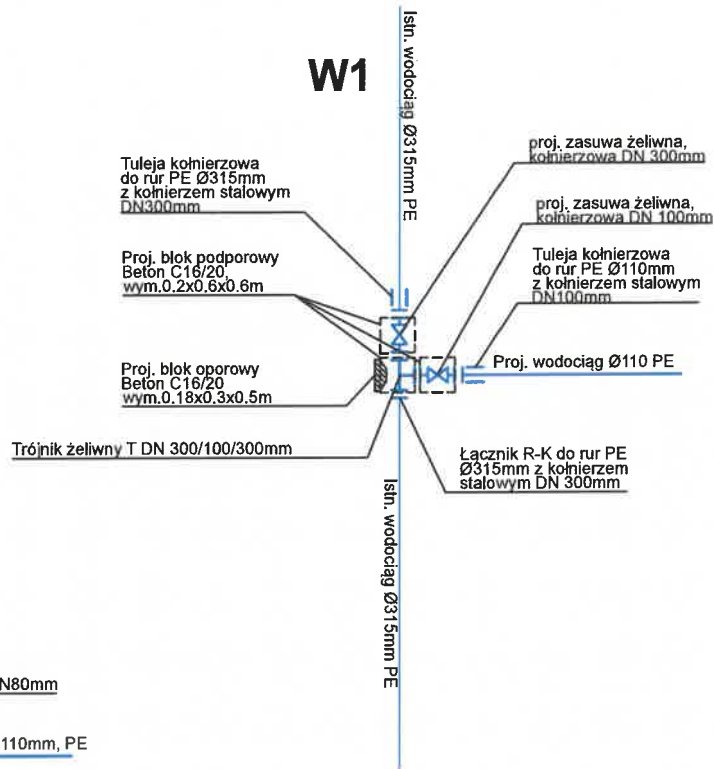 W1
Istn. wodociąg Ø315mm PE
Tuleja kołnierzowa
do rur PE Ø315mm
z kołnierzem stalowym
DN300mm
proj. zasuwa żeliwna,
kołnierzowa DN 300mm
proj. zasuwa żeliwna,
kołnierzowa DN 100mm
Proj. blok podporowy
Beton C16/20,
wym.0.2x0.6x0.6m
Tuleja kołnierzowa
do rur PE Ø110mm
z kołnierzem stalowym
DN100mm
Proj. wodociąg Ø110 PE
Proj. blok oporowy
Beton C16/20
wym.0.18x0.3x0.5m
Trójnik żeliwny T DN 300/100/300mm
Łącznik R-K do rur PE
Ø315mm z kołnierzem
stalowym DN 300mm
Istn. wodociąg Ø315mm PE
N80mm
110mm, PE